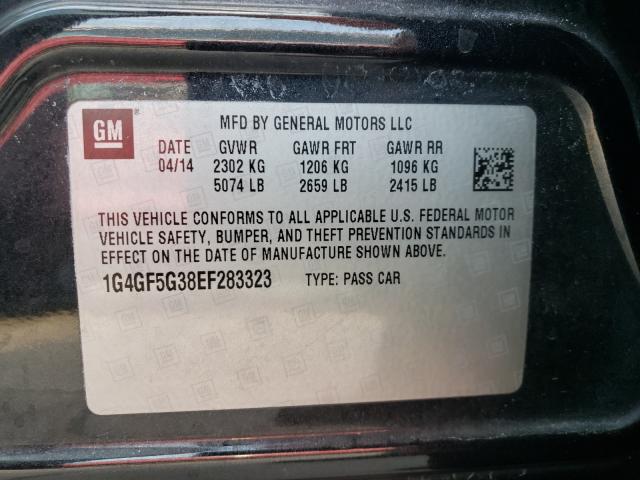 GM
MFD BY GENERAL MOTORS LLC
DATE GVWR GAWR FRT GAWR RR
04/14 2302 KG 1206 KG 1096 KG
5074 LB 2659 LB 2415 LB
THIS VEHICLE CONFORMS TO ALL APPLICABLE U.S. FEDERAL MOTOR
VEHICLE SAFETY, BUMPER, AND THEFT PREVENTION STANDARDS IN
EFFECT ON THE DATE OF MANUFACTURE SHOWN ABOVE.
1G4GF5G38EF283323 TYPE: PASS CAR